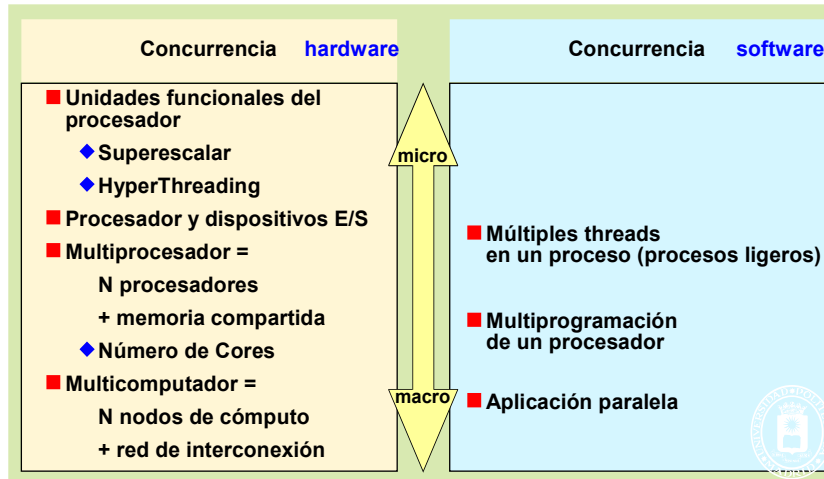 Concurrencia hardware
Unidades funcionales del
procesador
Superescalar
HyperThreading
Procesador y dispositivos E/S
Multiprocesador =
N procesadores
+ memoria compartida
Número de Cores
Multicomputador =
N nodos de cómputo
+ red de interconexión
micro
macro
Concurrencia software
Múltiples threads
en un proceso (procesos ligeros)
Multiprogramación
de un procesador
Aplicación paralela